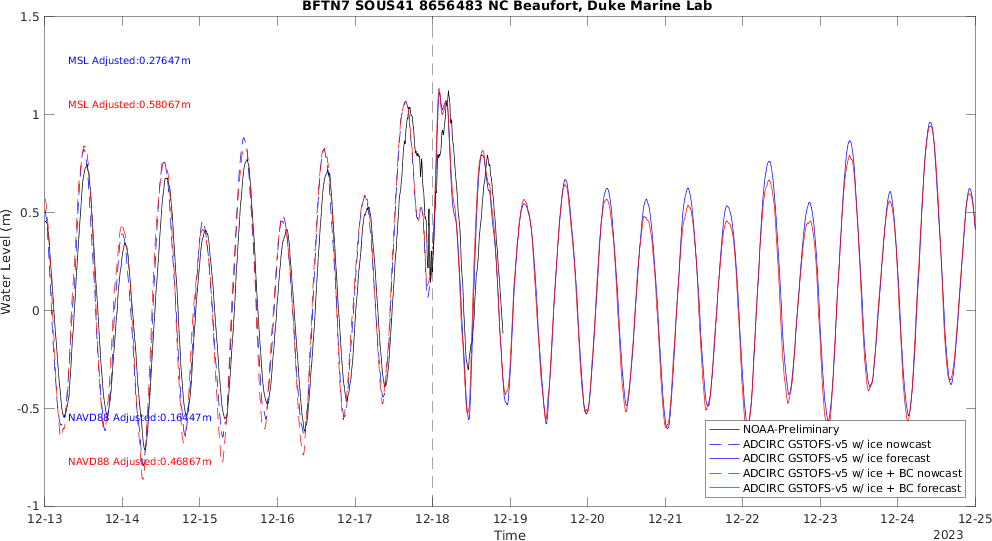 BFTN7 SOUS41 8656483 NC Beaufort, Duke Marine Lab
1.5
1
0.5
0
-0.5
-1
Water Level (m)
MSL Adjusted:0.27647m
MSL Adjusted:0.58067m
NAVD88 Adjusted:0.16447m
NAVD88 Adjusted:0.46867m
NOAA-Preliminary
ADCIRC GSTOFS-v5 w/ ice nowcast
ADCIRC GSTOFS-v5 w/ ice forecast
ADCIRC GSTOFS-v5 w/ ice + BC nowcast
ADCIRC GSTOFS-v5 w/ ice + BC forecast
12-13 12-14 12-15 12-16 12-17 12-18 12-19 12-20 12-21 12-22 12-23 12-24 12-25
Time
2023